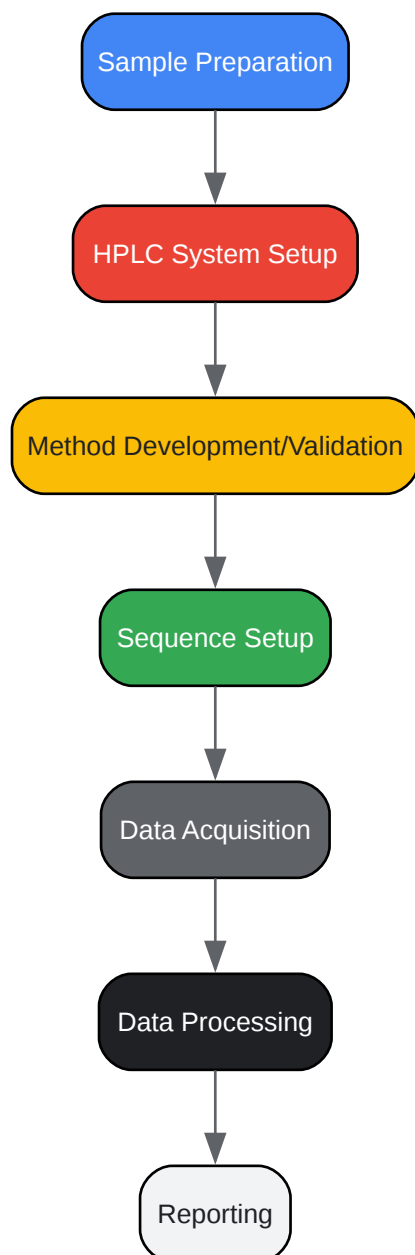 Sample Preparation
HPLC System Setup
Method Development/Validation
Sequence Setup
Data Acquisition
Data Processing
Reporting